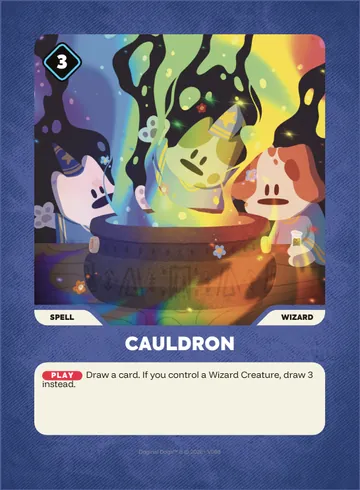 3
SPELL
WIZARD
CAULDRON
PLAY Draw a card. If you control a Wizard Creature, draw 3
instead.